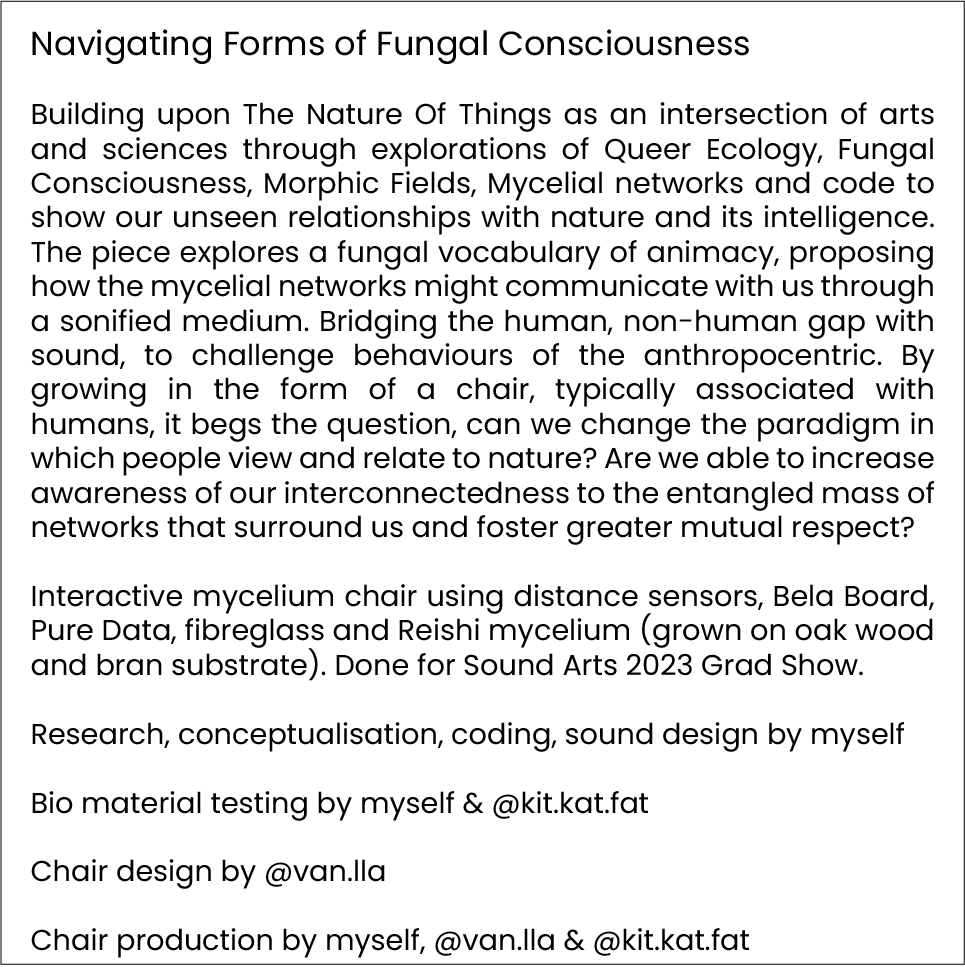 Navigating Forms of Fungal Consciousness
Building upon The Nature Of Things as an intersection of arts
and sciences through explorations of Queer Ecology, Fungal
Consciousness, Morphic Fields, Mycelial networks and code to
show our unseen relationships with nature and its intelligence.
The piece explores a fungal vocabulary of animacy, proposing
how the mycelial networks might communicate with us through
a sonified medium. Bridging the human, non-human gap with
sound, to challenge behaviours of the anthropocentric. By
growing in the form of a chair, typically associated with
humans, it begs the question, can we change the paradigm in
which people view and relate to nature? Are we able to increase
awareness of our interconnectedness to the entangled mass of
networks that surround us and foster greater mutual respect?
Interactive mycelium chair using distance sensors, Bela Board,
Pure Data, fibreglass and Reishi mycelium (grown on oak wood
and bran substrate). Done for Sound Arts 2023 Grad Show.
Research, conceptualisation, coding, sound design by myself
Bio material testing by myself & @kit.kat.fat
Chair design by @van.lla
Chair production by myself, @van.lla & @kit.kat.fat